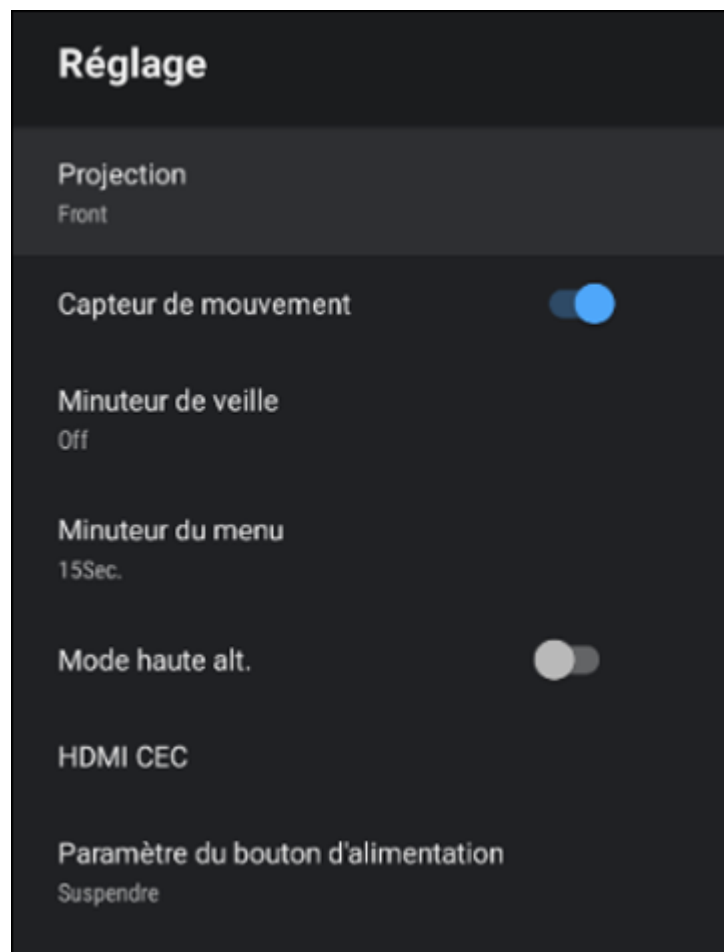 Réglage
Projection
Front
Capteur de mouvement
Minuteur de veille
Off
Minuteur du menu
15Sec.
Mode haute alt.
HDMI CEC
Paramètre du bouton d'alimentation
Suspendre